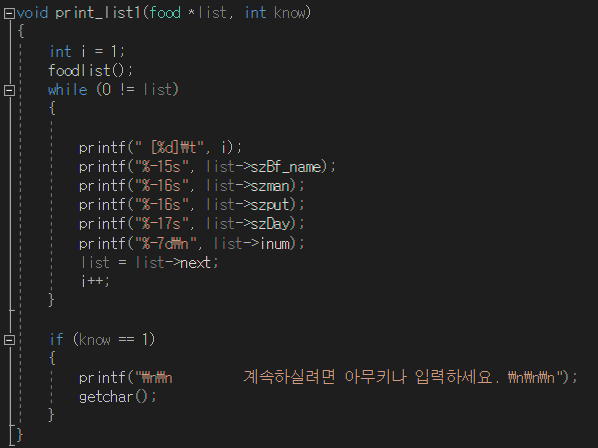 void print_list1(food *list, int know)
{
int i = 1;
foodlist();
while (0 != list)
{
printf(" [%d]₩t", i);
printf("%-15s", list->szBf_name);
printf("%-16s", list->szman);
printf("%-16s", list->szput);
printf("%-17s", list->szDay);
printf("%-7d₩n", list->inum);
list = list->next;
i++;
}
if (know == 1)
{
printf("₩n₩n 계속하실려면 아무키나 입력하세요. ₩n₩n₩n");
getchar();
}
}